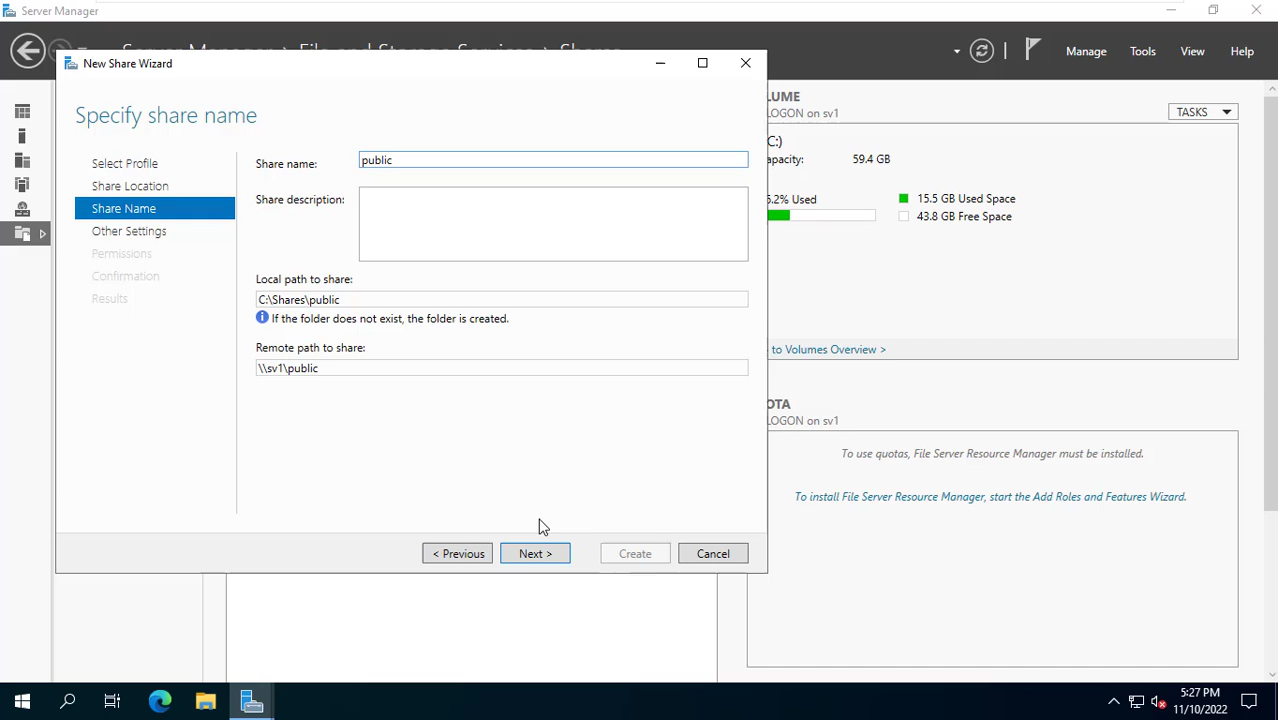 Server Manager
Manage
Tools
View
Help
New Share Wizard
Specify share name
Select Profile
Share Location
Share Name
Other Settings
Permissions
Confirmation
Results
Share name:
public
Share description:
Local path to share:
C:\Shares\public
If the folder does not exist, the folder is created.
Remote path to share:
\\sv1\public
< Previous
Next >
Create
Cancel
LOGON on sv1
TASKS
59.4 GB
Used
15.5 GB Used Space
43.8 GB Free Space
to Volumes Overview >
LOGON on sv1
To use quotas, File Server Resource Manager must be installed.
To install File Server Resource Manager, start the Add Roles and Features Wizard.
5:27 PM
11/10/2022